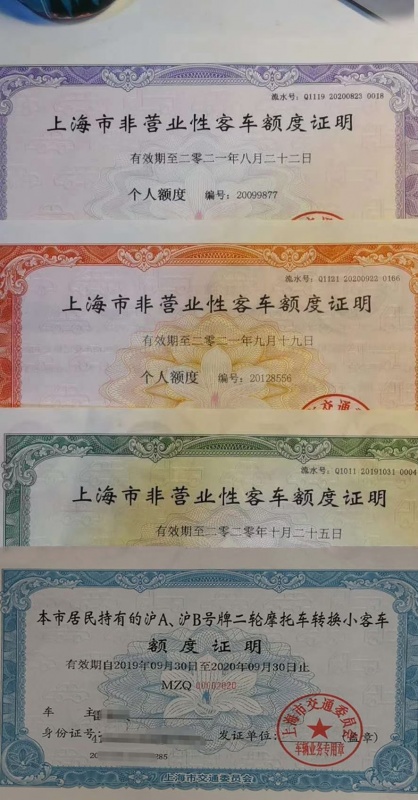 流水号：Q1119 20200823 0018
上海市非营业性客车额度证明
有效期至二〇二一年八月二十二日
个人额度 编号：20099877
流水号：Q1121 20200922 0166
上海市非营业性客车额度证明
有效期至二〇二一年九月十九日
个人额度 编号：20128556
流水号：Q1011 20191031 0004
上海市非营业性客车额度证明
有效期至二〇二〇年十月二十五日
本市居民持有的沪A、沪B号牌二轮摩托车转换小客车
额度证明
有效期自2019年09月30日至2020年09月30日止
MZQ 00002020
车 主：
身份证号： 发证单位： （盖章）
985
上海市交通委员会
车辆业务专用章
上海市交通委员会